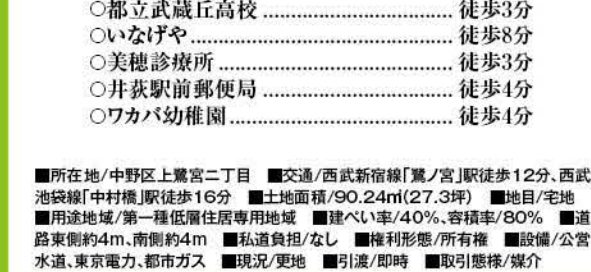 ○都立武蔵丘高校 ................................... 徒歩3分
○いなげや ................................................ 徒歩8分
○美穂診療所 ........................................... 徒歩3分
○井荻駅前郵便局 ................................... 徒歩4分
○ワカバ幼稚園 ........................................ 徒歩4分
■所在地/中野区上鷺宮二丁目 ■交通/西武新宿線｢鷺ノ宮｣駅徒歩12分､西武
池袋線｢中村橋｣駅徒歩16分 ■土地面積/90.24㎡(27.3坪) ■地目/宅地
■用途地域/第一種低層住居専用地域 ■建ぺい率/40%､容積率/80% ■道
路東側約4m､南側約4m ■私道負担/なし ■権利形態/所有権 ■設備/公営
水道､東京電力､都市ガス ■現況/更地 ■引渡/即時 ■取引態様/媒介